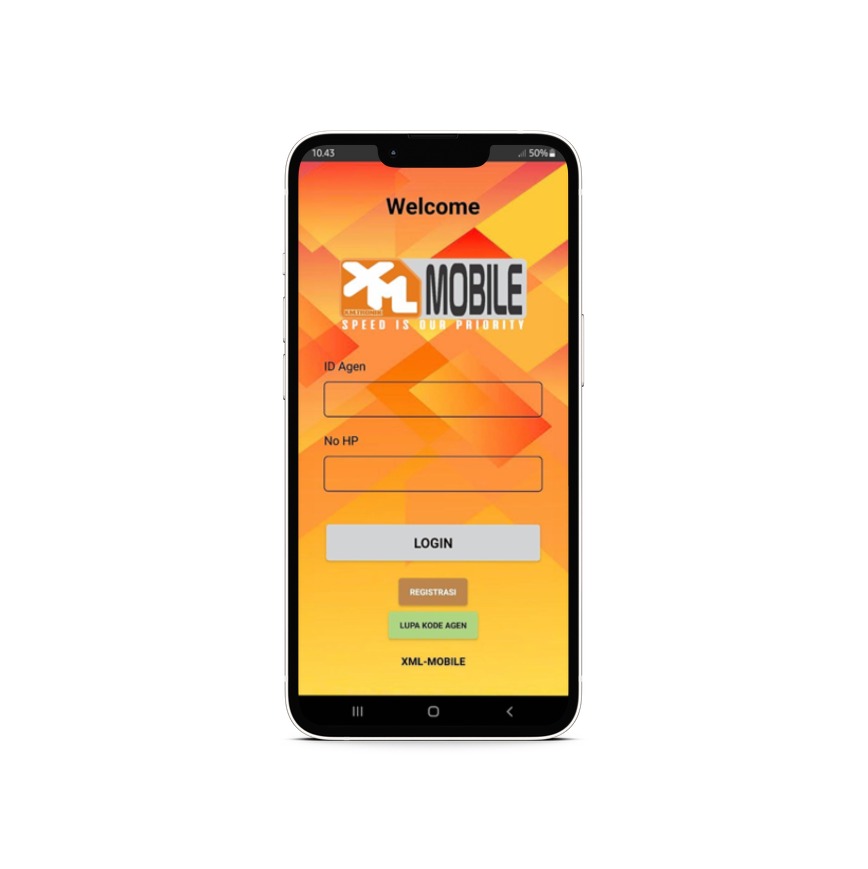 10.43 50%
Welcome
XML MOBILE
XMLTRONIK
SPEED IS OUR PRIORITY
ID Agen
No HP
LOGIN
REGISTRASI
LUPA KODE AGEN
XML-MOBILE